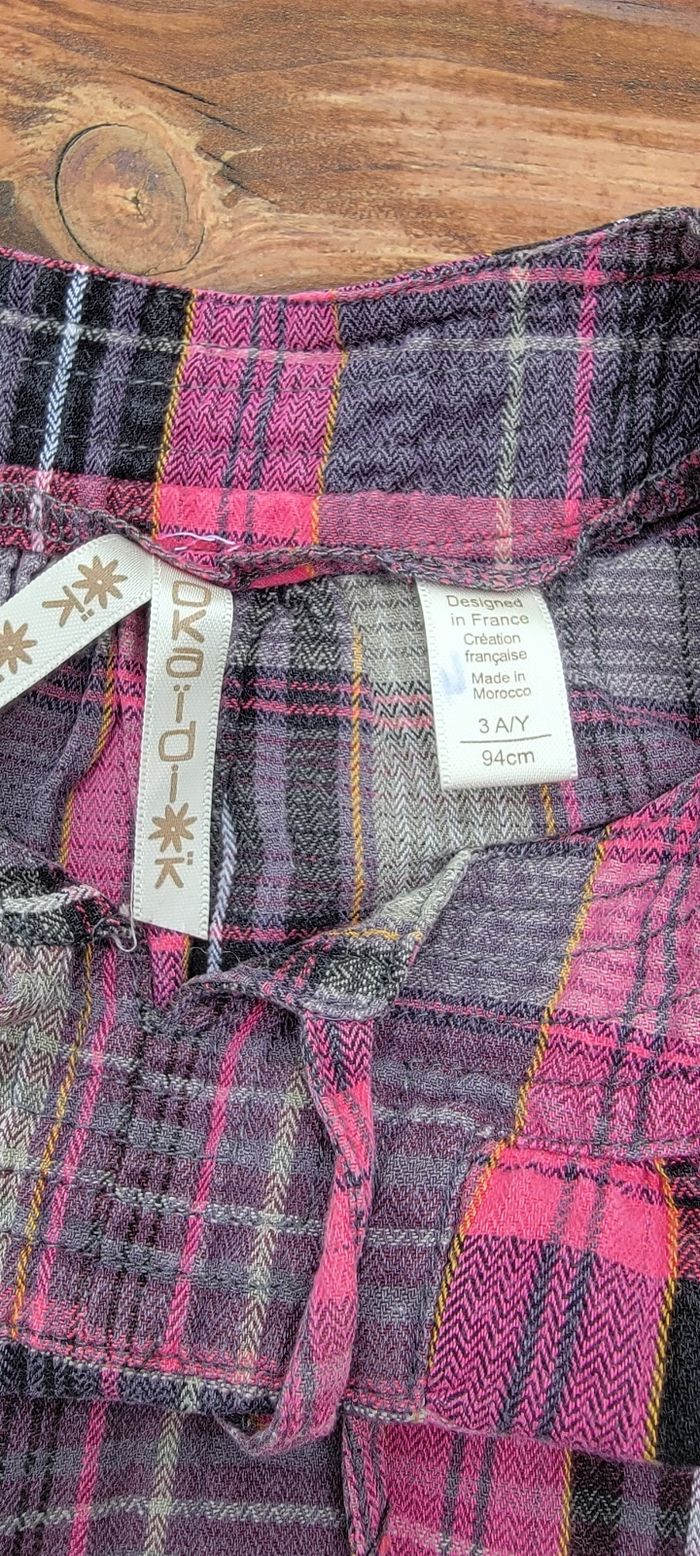 okaïdi
ï
Designed
in France
Création
française
Made in
Morocco
3 A/Y
94cm